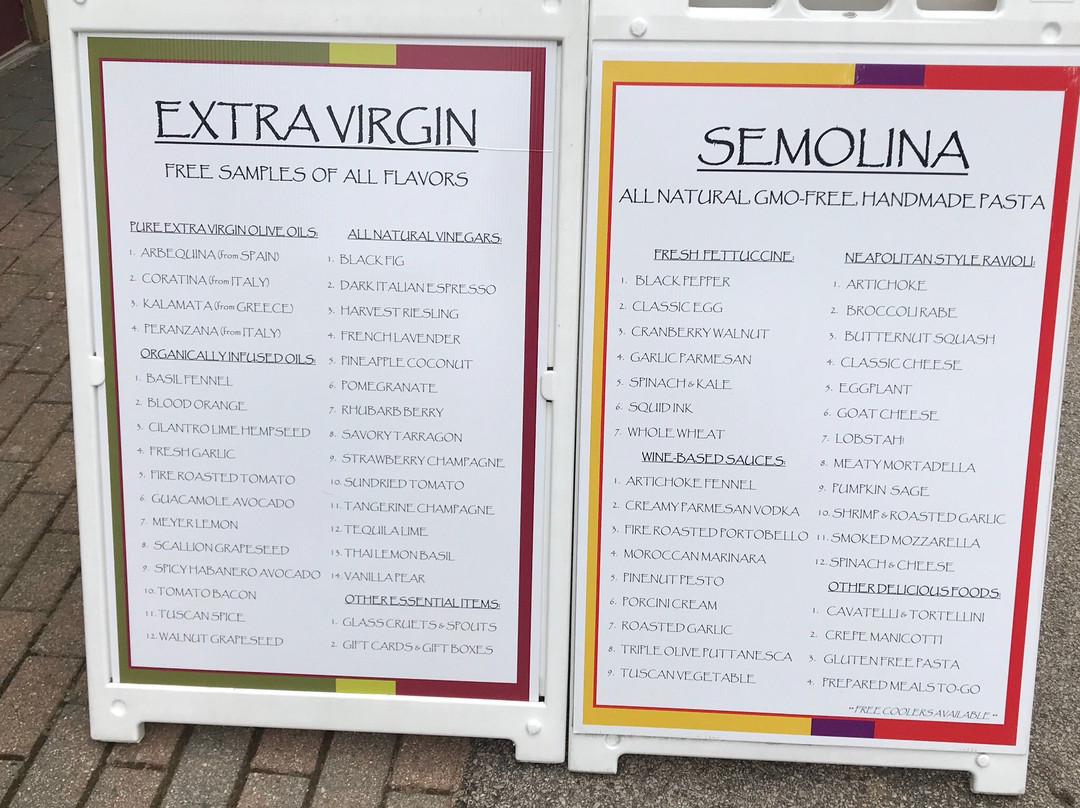 EXTRA VIRGIN
FREE SAMPLES OF ALL FLAVORS
PURE EXTRA VIRGIN OLIVE OILS:
1. ARBEQUINA (from SPAIN)
2. CORATINA (from ITALY)
3. KALAMATA (from GREECE)
4. PERANZANA (from ITALY)
ORGANICALLY INFUSED OILS:
1. BASIL FENNEL
2. BLOOD ORANGE
3. CILANTRO LIME HEMPSEED
4. FRESH GARLIC
5. FIRE ROASTED TOMATO
6. GUACAMOLE AVOCADO
7. MEYER LEMON
8. SCALLION GRAPESEED
9. SPICY HABANERO AVOCADO
10. TOMATO BACON
11. TUSCAN SPICE
12. WALNUT GRAPESEED
ALL NATURAL VINEGARS:
1. BLACK FIG
2. DARK ITALIAN ESPRESSO
3. HARVEST RIESLING
4. FRENCH LAVENDER
5. PINEAPPLE COCONUT
6. POMEGRANATE
7. RHUBARB BERRY
8. SAVORY TARRAGON
9. STRAWBERRY CHAMPAGNE
10. SUNDRIED TOMATO
11. TANGERINE CHAMPAGNE
12. TEQUILA LIME
13. THAI LEMON BASIL
14. VANILLA PEAR
OTHER ESSENTIAL ITEMS:
1. GLASS CRUETS & SPOUTS
2. GIFT CARDS & GIFT BOXES
SEMOLINA
ALL NATURAL, GMO-FREE, HANDMADE PASTA
FRESH FETTUCCINE:
1. BLACK PEPPER
2. CLASSIC EGG
3. CRANBERRY WALNUT
4. GARLIC PARMESAN
5. SPINACH & KALE
6. SQUID INK
7. WHOLE WHEAT
WINE-BASED SAUCES:
1. ARTICHOKE FENNEL
2. CREAMY PARMESAN VODKA
3. FIRE ROASTED PORTOBELLO
4. MOROCCAN MARINARA
5. PINENUT PESTO
6. PORCINI CREAM
7. ROASTED GARLIC
8. TRIPLE OLIVE PUTTANESCA
9. TUSCAN VEGETABLE
NEAPOLITAN STYLE RAVIOLI:
1. ARTICHOKE
2. BROCCOLI RABE
3. BUTTERNUT SQUASH
4. CLASSIC CHEESE
5. EGGPLANT
6. GOAT CHEESE
7. LOBSTAH!
8. MEATY MORTADELLA
9. PUMPKIN SAGE
10. SHRIMP & ROASTED GARLIC
11. SMOKED MOZZARELLA
12. SPINACH & CHEESE
OTHER DELICIOUS FOODS:
1. CAVATELLI & TORTELLINI
2. CREPE MANICOTTI
3. GLUTEN FREE PASTA
4. PREPARED MEALS TO-GO
**FREE COOLERS AVAILABLE**